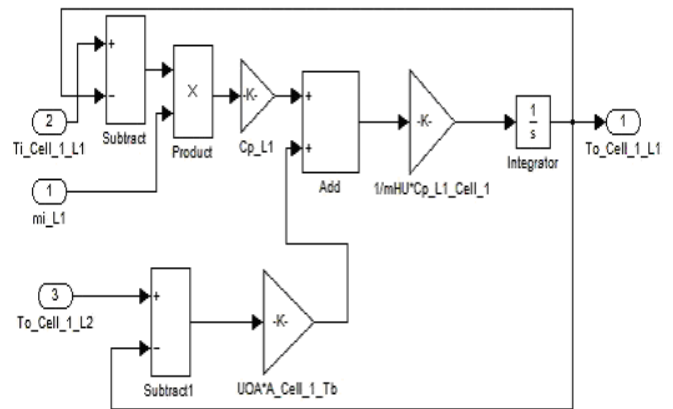 +
−
2
Ti_Cell_1_L1
Subtract
X
Product
-K-
Cp_L1
+
+
Add
-K-
1/mHU*Cp_L1_Cell_1
1
s
Integrator
1
To_Cell_1_L1
1
mi_L1
3
To_Cell_1_L2
+
−
Subtract1
-K-
UOA*A_Cell_1_Tb